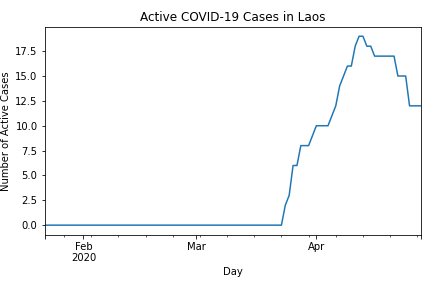 Active COVID-19 Cases in Laos
Number of Active Cases
17.5
15.0
12.5
10.0
7.5
5.0
2.5
0.0
Feb Mar Apr
2020
Day